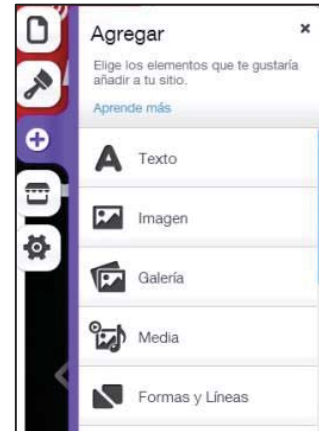 Agregar
Elige los elementos que te gustaría
añadir a tu sitio.
Aprende más
Texto
Imagen
Galería
Media
Formas y Líneas